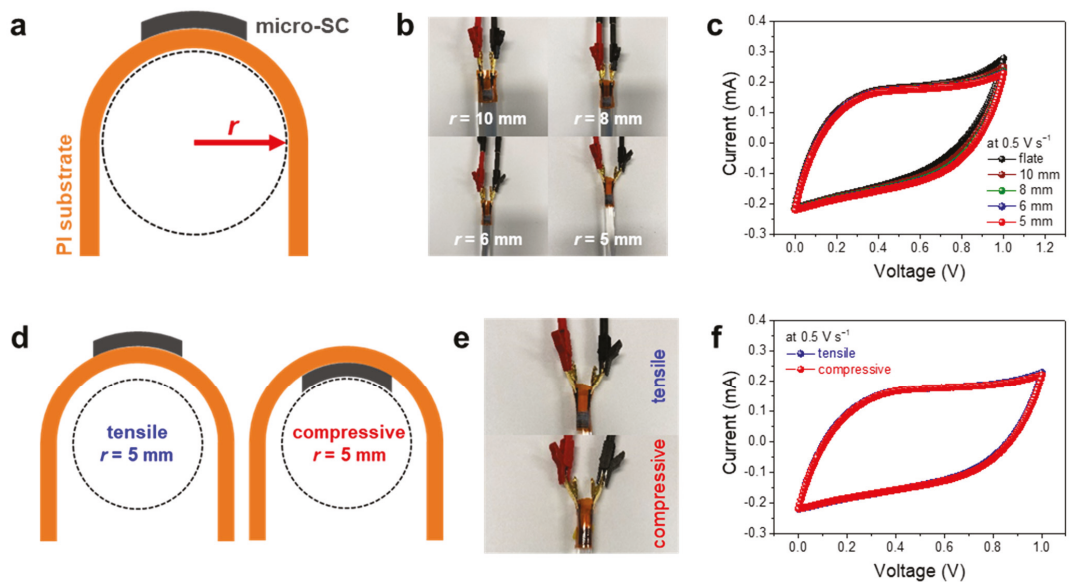 a
micro-SC
r
PI substrate
b
r = 10 mm
r = 8 mm
r = 6 mm
r = 5 mm
c
Current (mA)
0.4
0.3
0.2
0.1
0.0
-0.1
-0.2
-0.3
at 0.5 V s⁻¹
flate
10 mm
8 mm
6 mm
5 mm
0.0 0.2 0.4 0.6 0.8 1.0 1.2
Voltage (V)
d
tensile
r = 5 mm
compressive
r = 5 mm
e
tensile
compressive
f
Current (mA)
0.4
0.3
0.2
0.1
0.0
-0.1
-0.2
-0.3
at 0.5 V s⁻¹
tensile
compressive
0.0 0.2 0.4 0.6 0.8 1.0
Voltage (V)